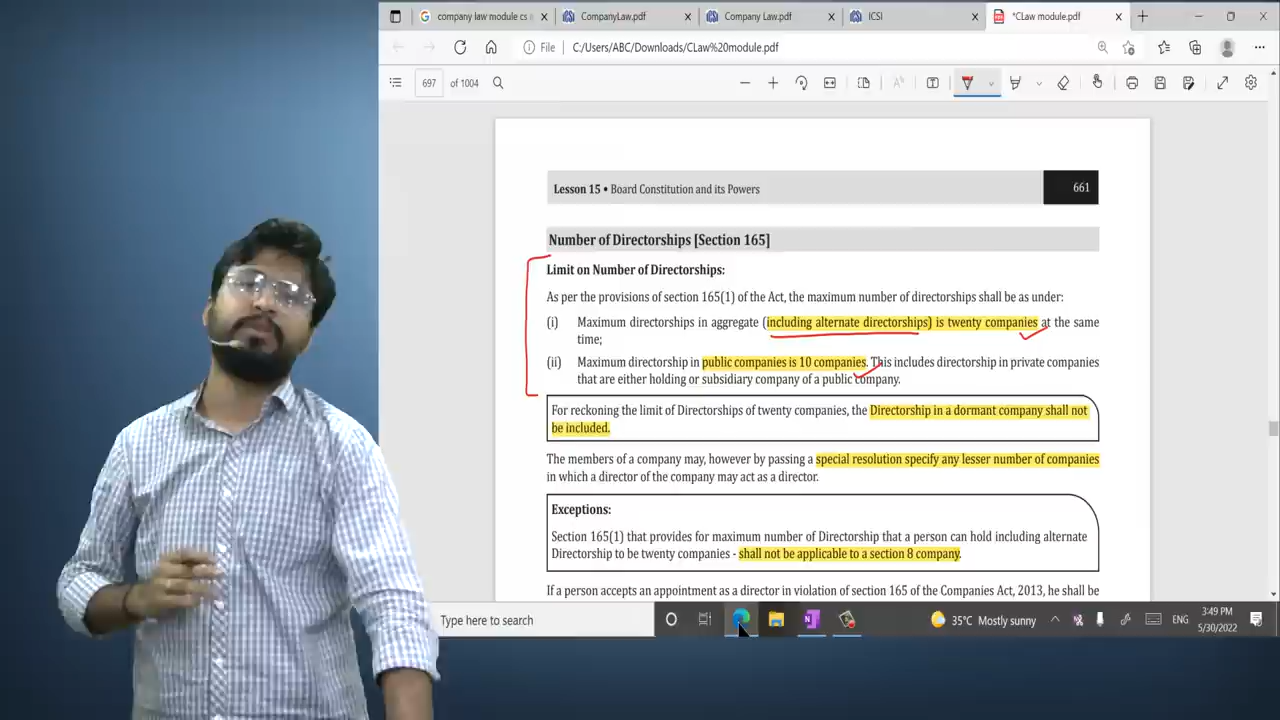 company law module cs
CompanyLaw.pdf
Company Law.pdf
ICSI
*CLaw module.pdf
File
C:/Users/ABC/Downloads/CLaw%20module.pdf
697 of 1004
Lesson 15 • Board Constitution and its Powers 661
Number of Directorships [Section 165]
Limit on Number of Directorships:
As per the provisions of section 165(1) of the Act, the maximum number of directorships shall be as under:
(i) Maximum directorships in aggregate (including alternate directorships) is twenty companies at the same
time;
(ii) Maximum directorship in public companies is 10 companies. This includes directorship in private companies
that are either holding or subsidiary company of a public company.
For reckoning the limit of Directorships of twenty companies, the Directorship in a dormant company shall not
be included.
The members of a company may, however by passing a special resolution specify any lesser number of companies
in which a director of the company may act as a director.
Exceptions:
Section 165(1) that provides for maximum number of Directorship that a person can hold including alternate
Directorship to be twenty companies - shall not be applicable to a section 8 company.
If a person accepts an appointment as a director in violation of section 165 of the Companies Act, 2013, he shall be
Type here to search
35°C Mostly sunny
ENG
3:49 PM
5/30/2022